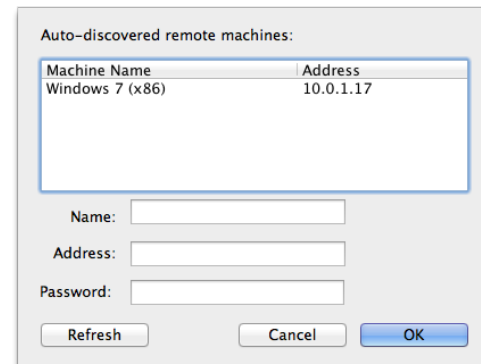 Auto-discovered remote machines:
Machine Name Address
Windows 7 (x86) 10.0.1.17
Name:
Address:
Password:
Refresh Cancel OK